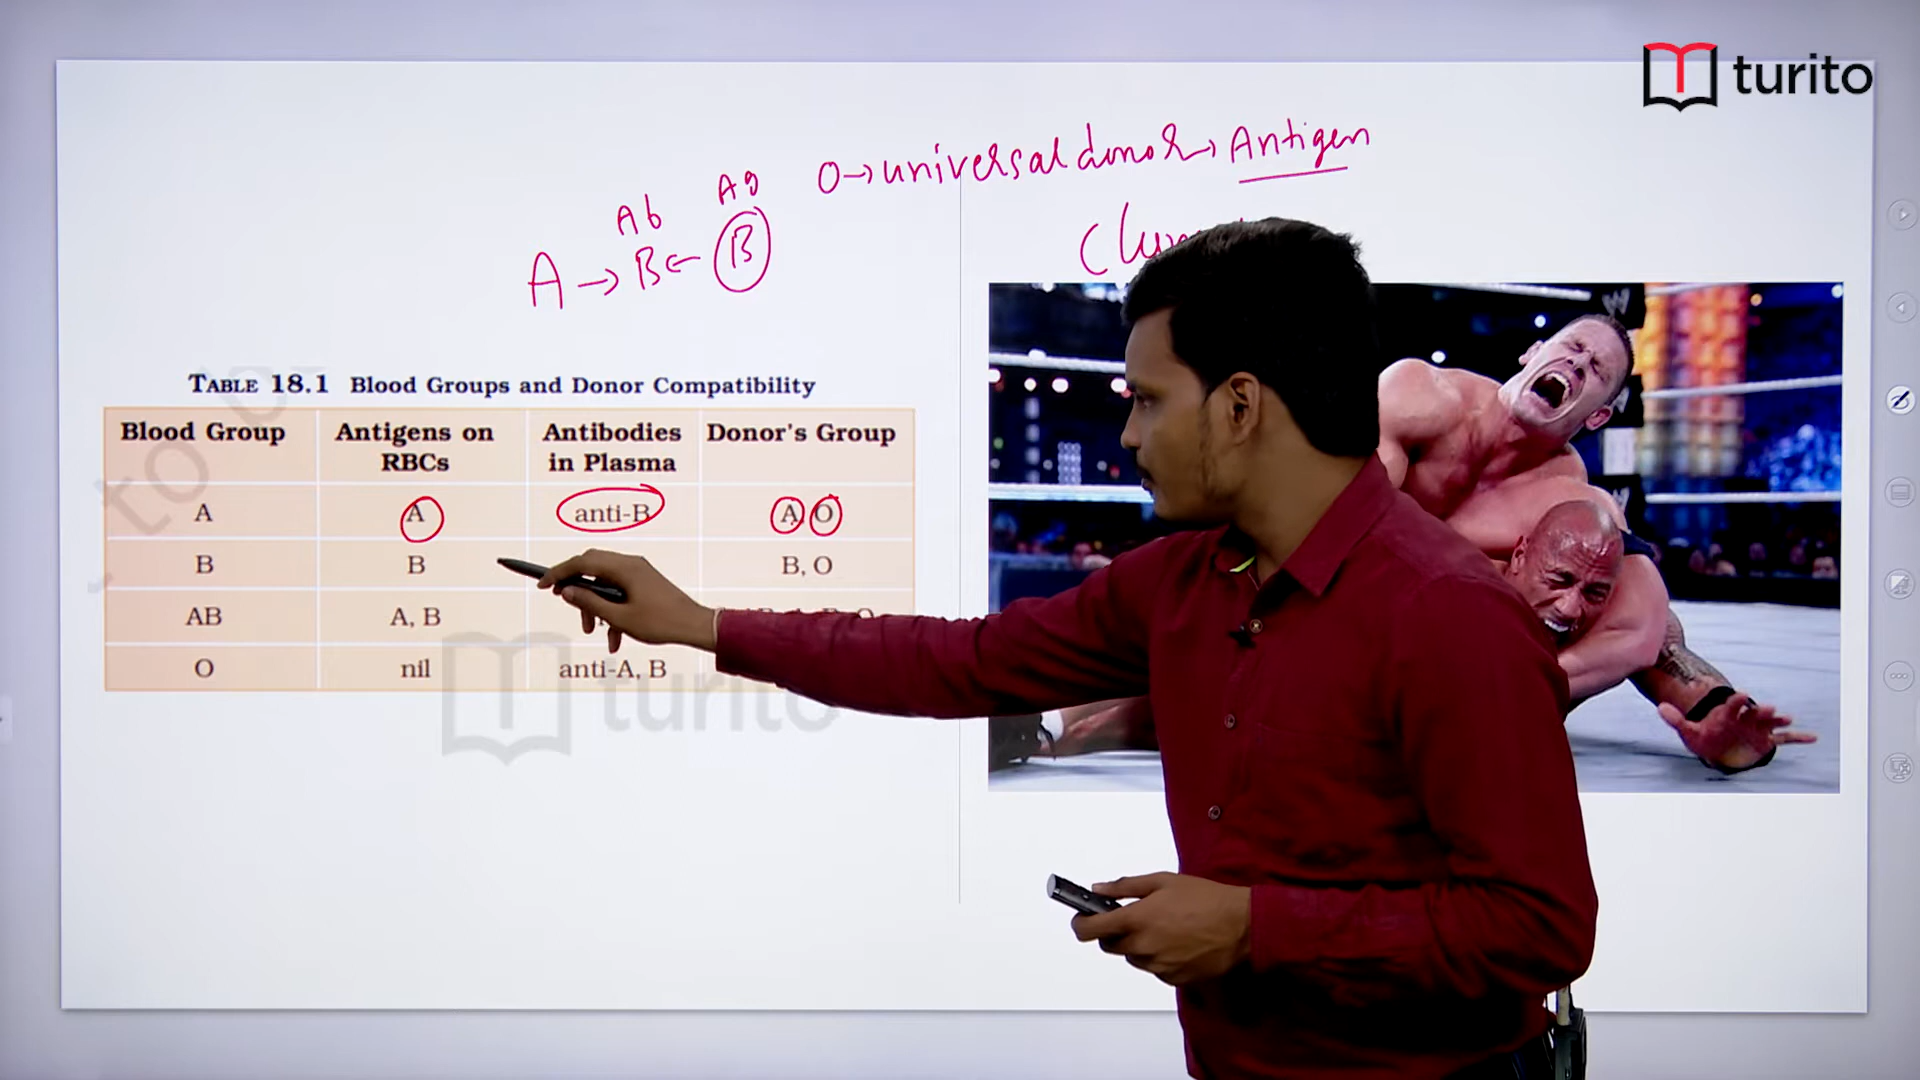 turito
O→universal donor→Antigen
Ab
Ag
A→B←B
TABLE 18.1 Blood Groups and Donor Compatibility
Blood Group Antigens on RBCs Antibodies in Plasma Donor's Group
A A anti-B A, O
B B B, O
AB A, B
O nil anti-A, B
turito